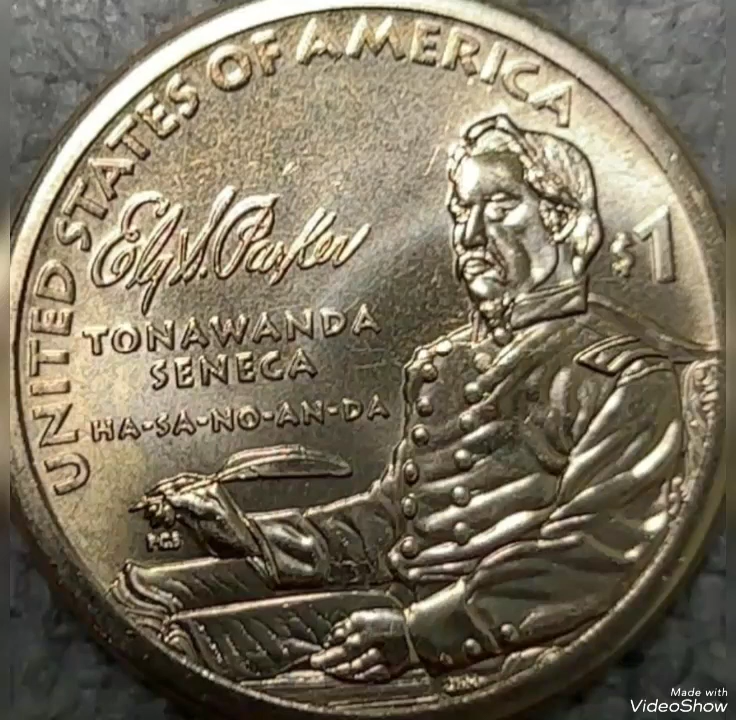 UNITED STATES OF AMERICA
Ely S. Parker
$1
TONAWANDA
SENECA
HA-SA-NO-AN-DA
PCS
Made with
VideoShow